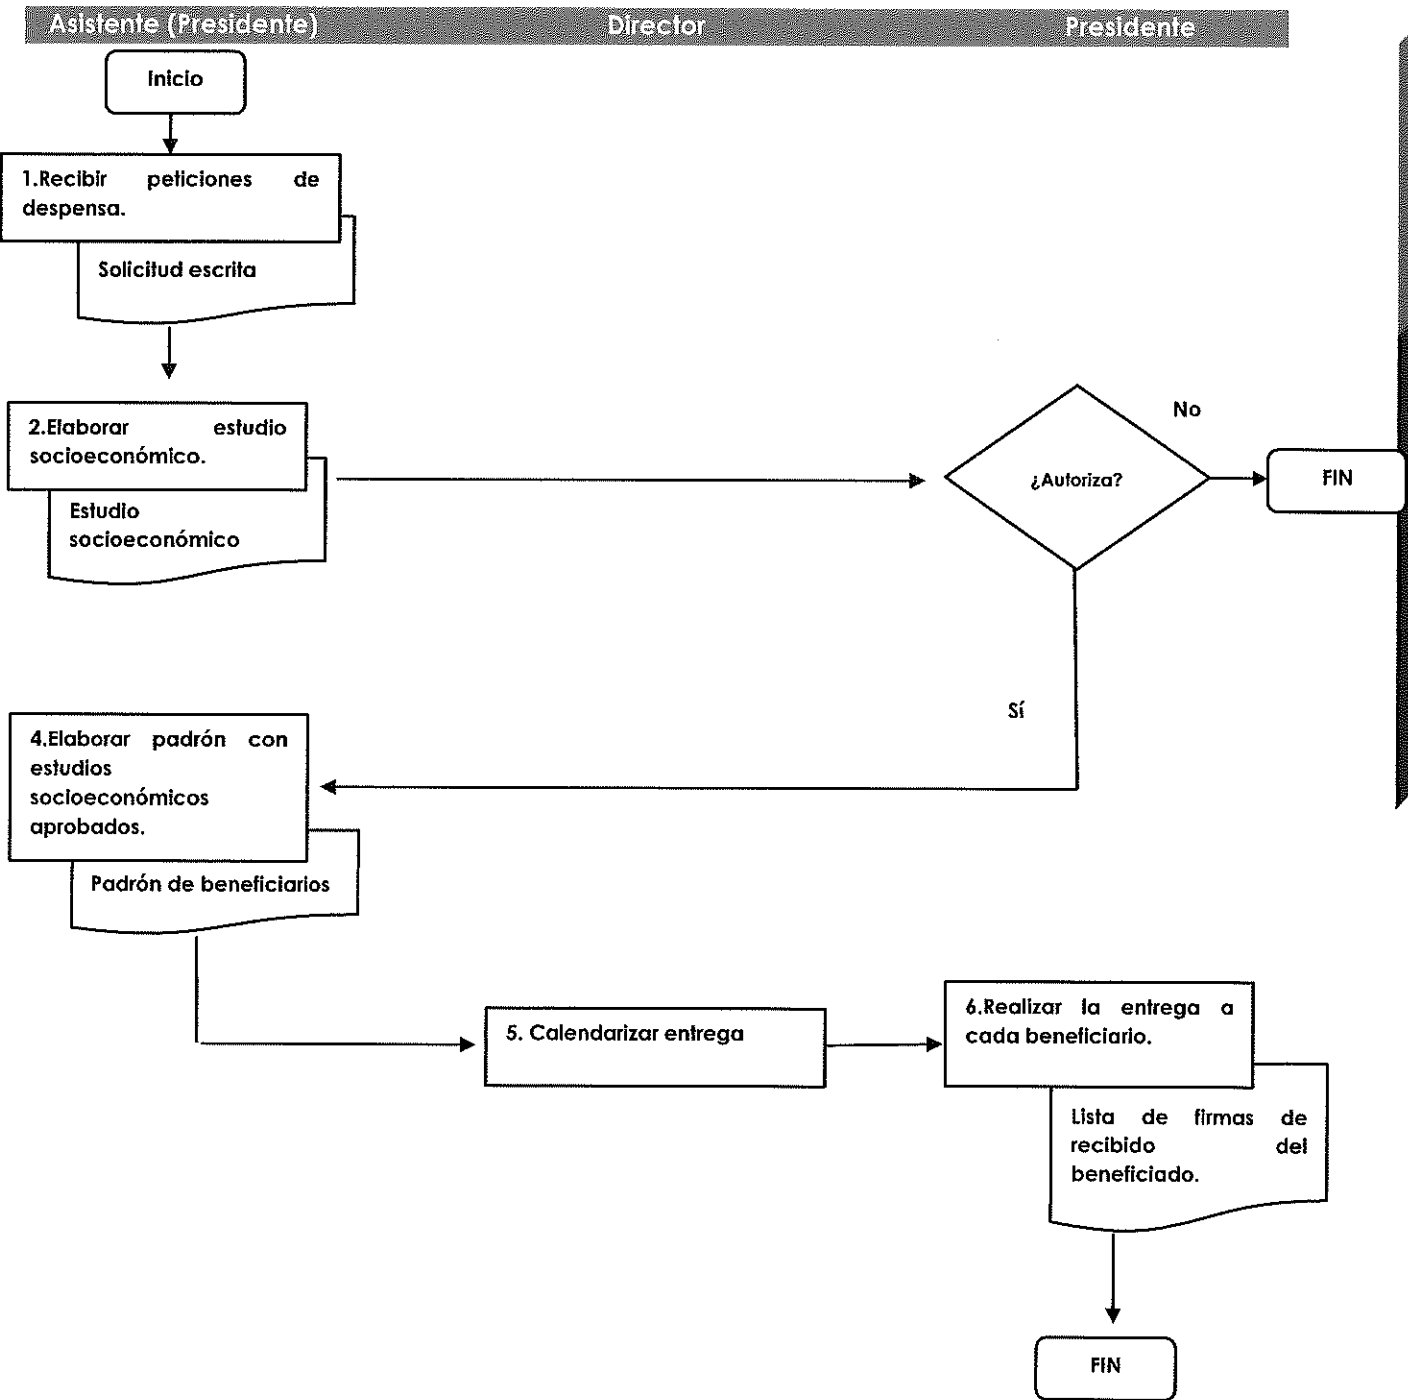 Asistente (Presidente) Director Presidente
Inicio
1.Recibir peticiones de
despensa.
Solicitud escrita
2.Elaborar estudio
socioeconómico.
Estudio
socioeconómico
¿Autoriza?
No
FIN
Sí
4.Elaborar padrón con
estudios
socioeconómicos
aprobados.
Padrón de beneficiarios
5. Calendarizar entrega
6.Realizar la entrega a
cada beneficiario.
Lista de firmas de
recibido del
beneficiado.
FIN